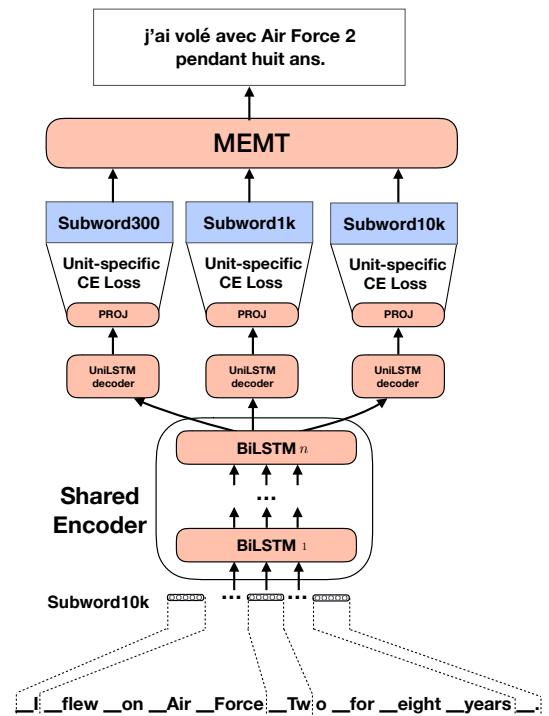 j'ai volé avec Air Force 2
pendant huit ans.
MEMT
Subword300
Subword1k
Subword10k
Unit-specific
CE Loss
Unit-specific
CE Loss
Unit-specific
CE Loss
PROJ
PROJ
PROJ
UniLSTM
decoder
UniLSTM
decoder
UniLSTM
decoder
BiLSTM n
...
Shared
Encoder
BiLSTM 1
Subword10k
... ...
__I __flew __on __Air __Force __Tw o __for __eight __years __.